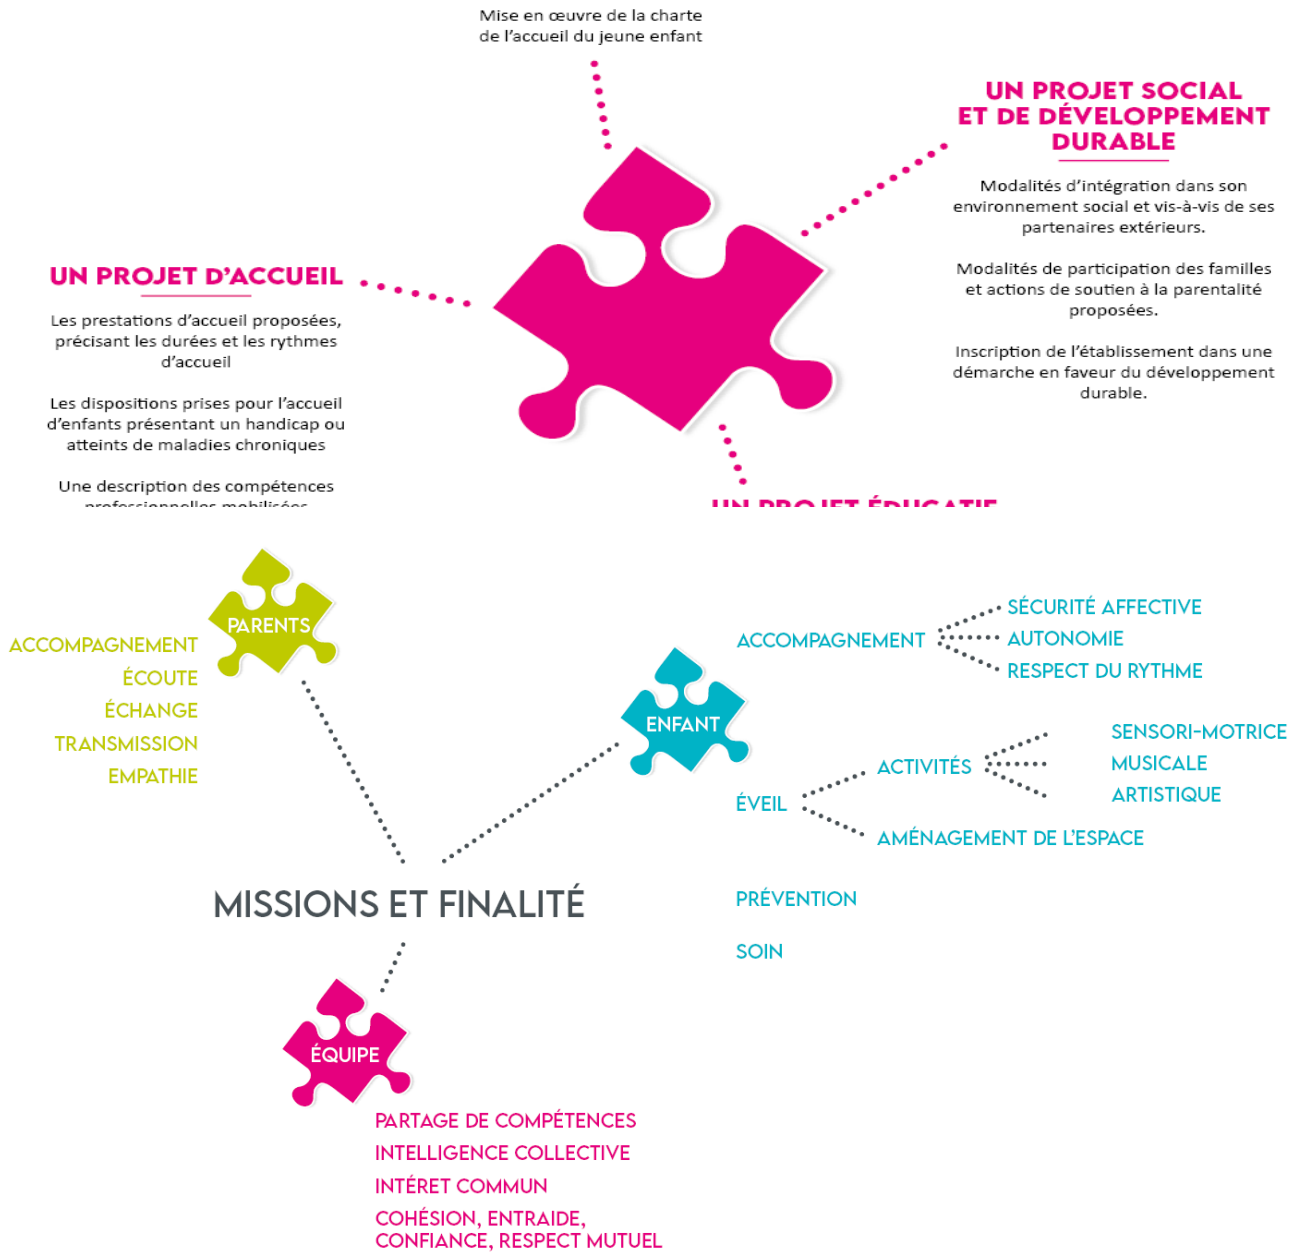 Mise en œuvre de la charte
de l'accueil du jeune enfant
UN PROJET SOCIAL
ET DE DÉVELOPPEMENT
DURABLE
Modalités d'intégration dans son
environnement social et vis-à-vis de ses
partenaires extérieurs.
Modalités de participation des familles
et actions de soutien à la parentalité
proposées.
Inscription de l'établissement dans une
démarche en faveur du développement
durable.
UN PROJET D'ACCUEIL
Les prestations d'accueil proposées,
précisant les durées et les rythmes
d'accueil
Les dispositions prises pour l'accueil
d'enfants présentant un handicap ou
atteints de maladies chroniques
Une description des compétences
professionnelles mobilisées
UN PROJET ÉDUCATIF
PARENTS
ACCOMPAGNEMENT
ÉCOUTE
ÉCHANGE
TRANSMISSION
EMPATHIE
ENFANT
ACCOMPAGNEMENT
SÉCURITÉ AFFECTIVE
AUTONOMIE
RESPECT DU RYTHME
ÉVEIL
ACTIVITÉS
SENSORI-MOTRICE
MUSICALE
ARTISTIQUE
AMÉNAGEMENT DE L'ESPACE
PRÉVENTION
SOIN
MISSIONS ET FINALITÉ
ÉQUIPE
PARTAGE DE COMPÉTENCES
INTELLIGENCE COLLECTIVE
INTÉRET COMMUN
COHÉSION, ENTRAIDE,
CONFIANCE, RESPECT MUTUEL